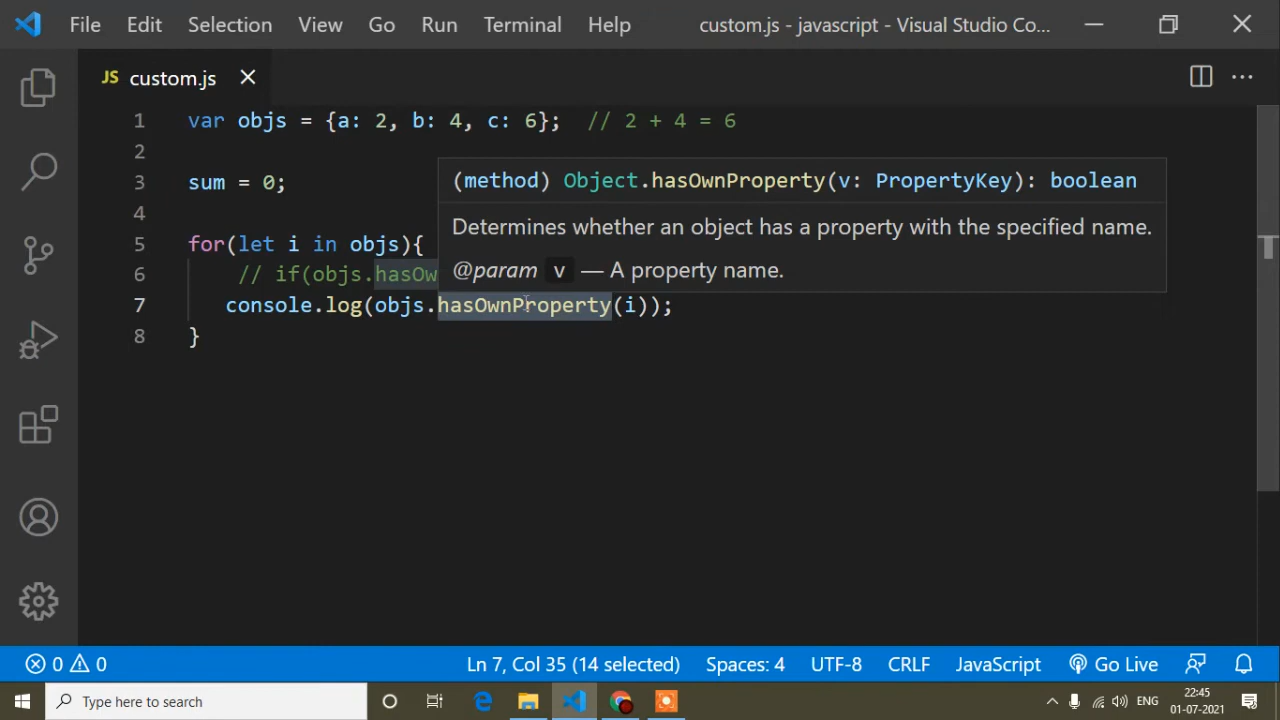 File Edit Selection View Go Run Terminal Help custom.js - javascript - Visual Studio Co...
JS custom.js
1 var objs = {a: 2, b: 4, c: 6}; // 2 + 4 = 6
2
3 sum = 0;
(method) Object.hasOwnProperty(v: PropertyKey): boolean
4
Determines whether an object has a property with the specified name.
5 for(let i in objs){
@param v — A property name.
6 // if(objs.hasOw
7 console.log(objs.hasOwnProperty(i));
8 }
0 0 Ln 7, Col 35 (14 selected) Spaces: 4 UTF-8 CRLF JavaScript Go Live
Type here to search ENG 22:45
01-07-2021